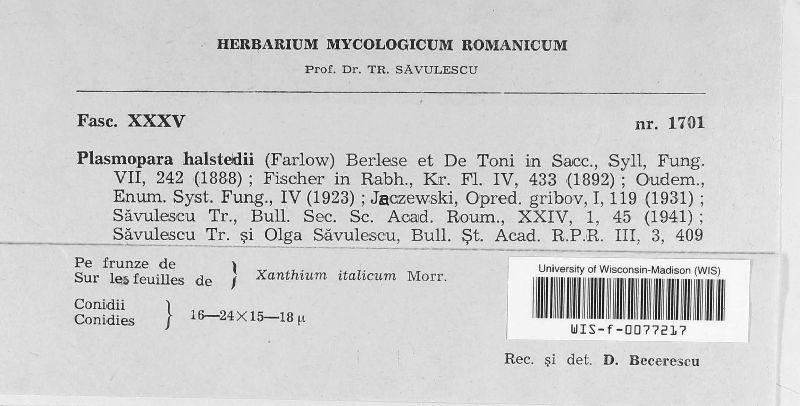 HERBARIUM MYCOLOGICUM ROMANICUM
Prof. Dr. TR. SĂVULESCU
Fasc. XXXV nr. 1701
Plasmopara halstedii (Farlow) Berlese et De Toni in Sacc., Syll, Fung.
VII, 242 (1888) ; Fischer in Rabh., Kr. Fl. IV, 433 (1892) ; Oudem.,
Enum. Syst. Fung., IV (1923) ; Jaczewski, Opred. gribov, I, 119 (1931) ;
Săvulescu Tr., Bull. Sec. Sc. Acad. Roum., XXIV, 1, 45 (1941) ;
Săvulescu Tr. şi Olga Săvulescu, Bull. Şt. Acad. R.P.R. III, 3, 409
Pe frunze de
Sur les feuilles de } Xanthium italicum Morr.
Conidii
Conidies } 16—24×15—18 µ
University of Wisconsin-Madison (WIS)
WIS-f-0077217
Rec. şi det. D. Becerescu